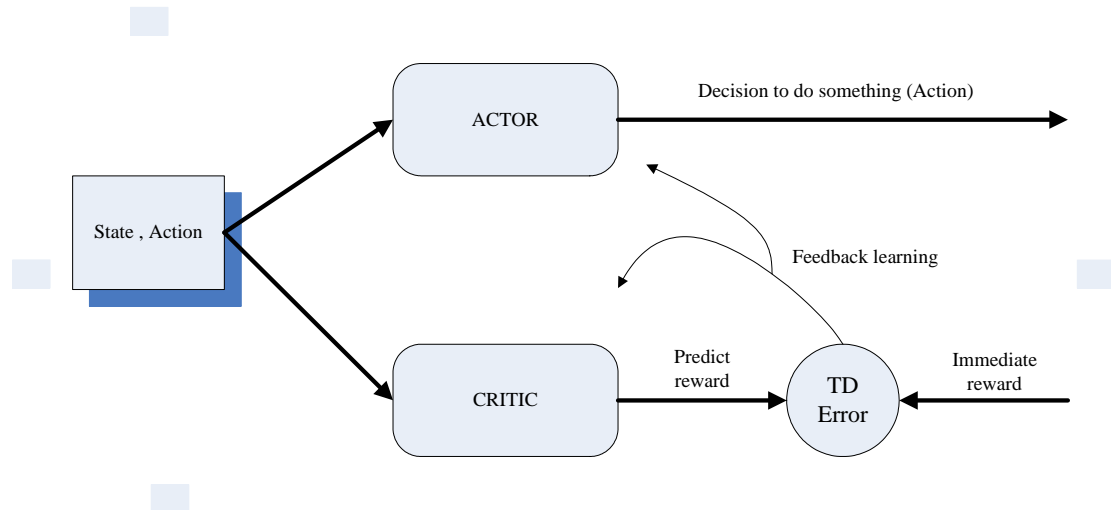 ACTOR
Decision to do something (Action)
State , Action
Feedback learning
CRITIC
Predict
reward
TD
Error
Immediate
reward